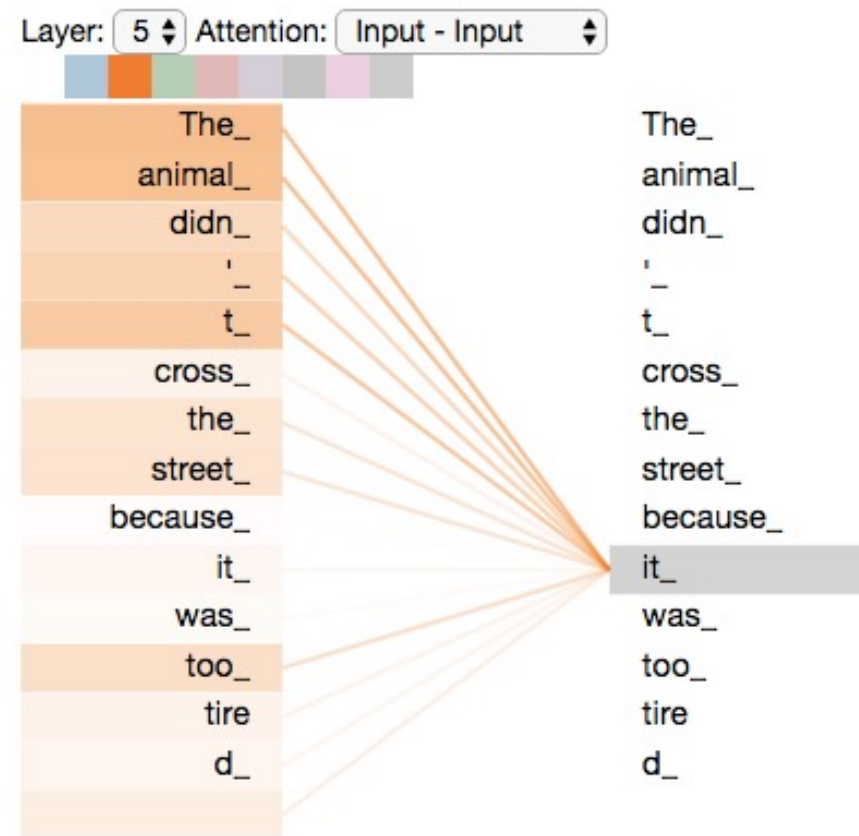 Layer: 5 Attention: Input - Input
The_ The_
animal_ animal_
didn_ didn_
'_ '_
t_ t_
cross_ cross_
the_ the_
street_ street_
because_ because_
it_ it_
was_ was_
too_ too_
tire tire
d_ d_